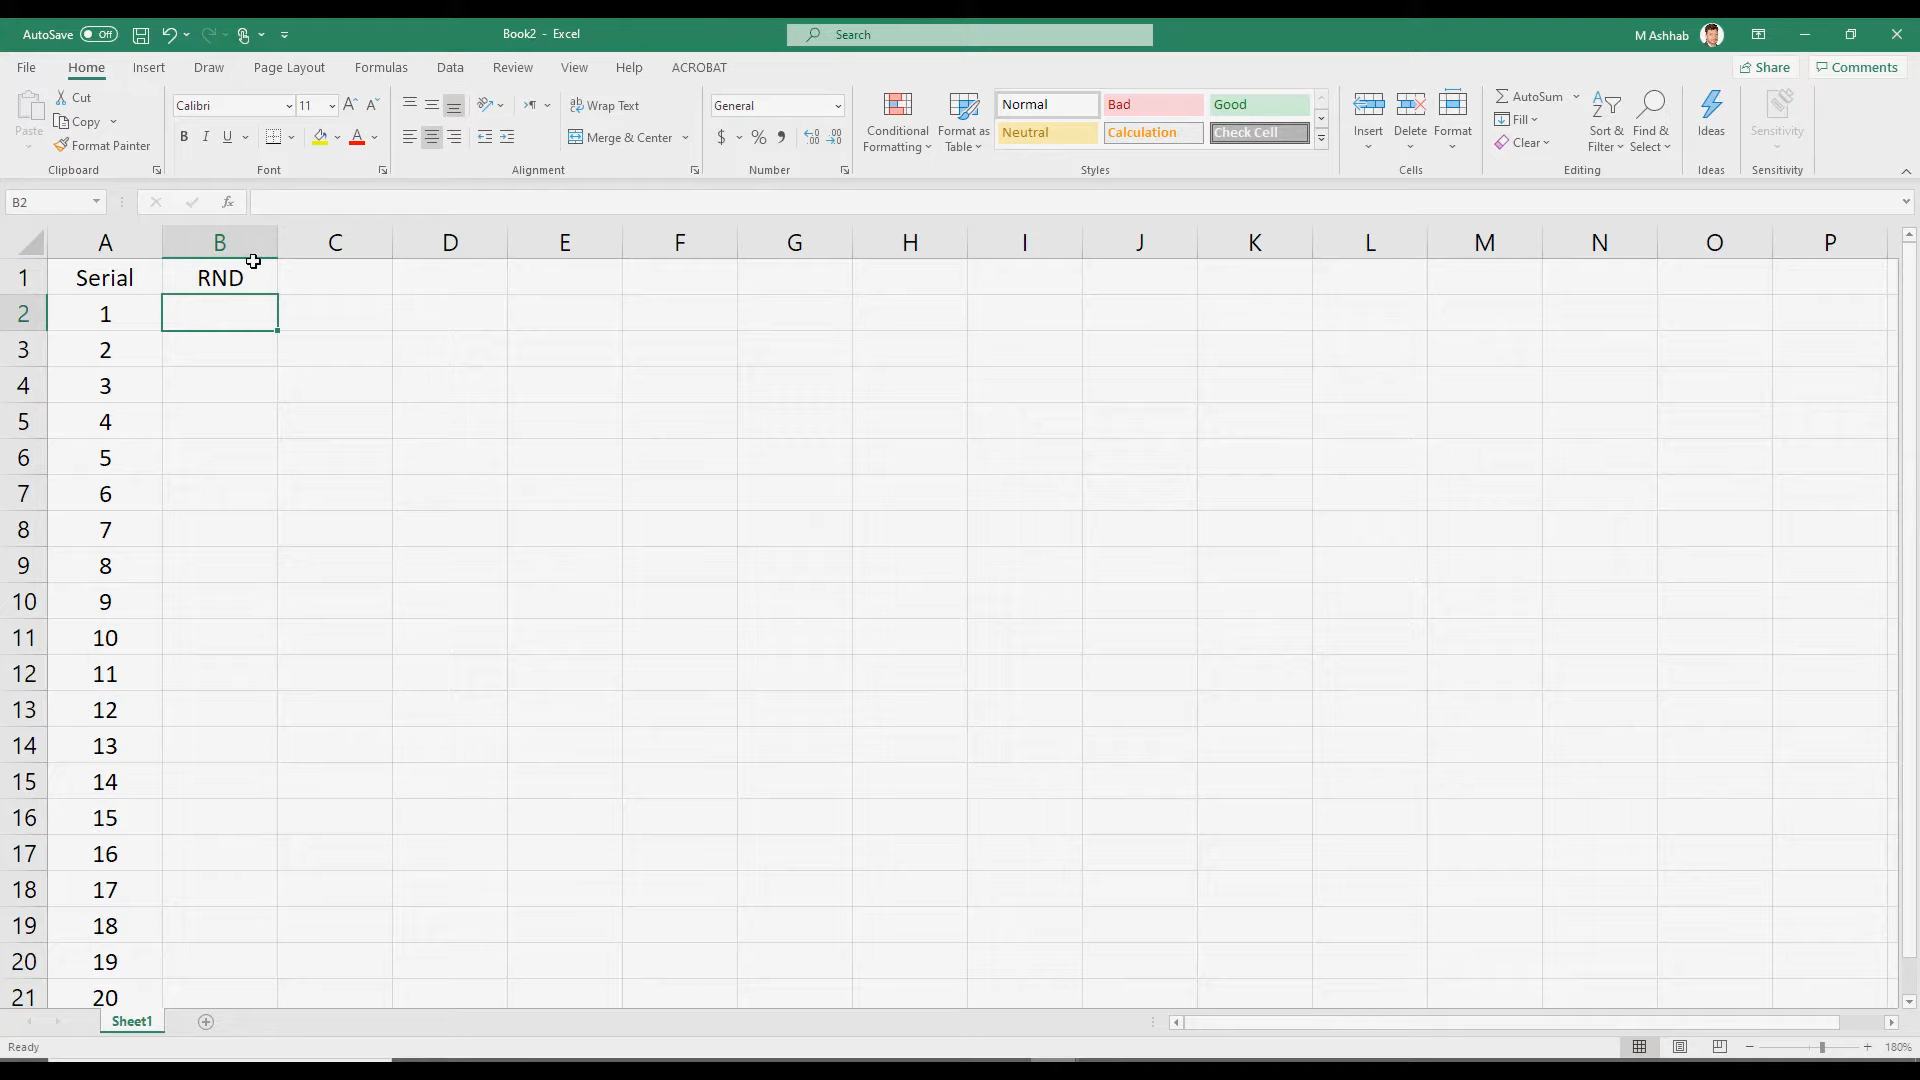 AutoSave Off Book2 - Excel Search M Ashhab
File Home Insert Draw Page Layout Formulas Data Review View Help ACROBAT Share Comments
Paste Cut Copy Format Painter Clipboard
Calibri 11 A A B I U A Font
Wrap Text Merge & Center Alignment
General $ % Number
Conditional Formatting Format as Table
Normal Bad Good
Neutral Calculation Check Cell
Styles
Insert Delete Format Cells
AutoSum Fill Clear Sort & Filter Find & Select Editing
Ideas Ideas
Sensitivity Sensitivity
B2 fx
A B C D E F G H I J K L M N O P
1 Serial RND
2 1
3 2
4 3
5 4
6 5
7 6
8 7
9 8
10 9
11 10
12 11
13 12
14 13
15 14
16 15
17 16
18 17
19 18
20 19
21 20
Sheet1
Ready 180%